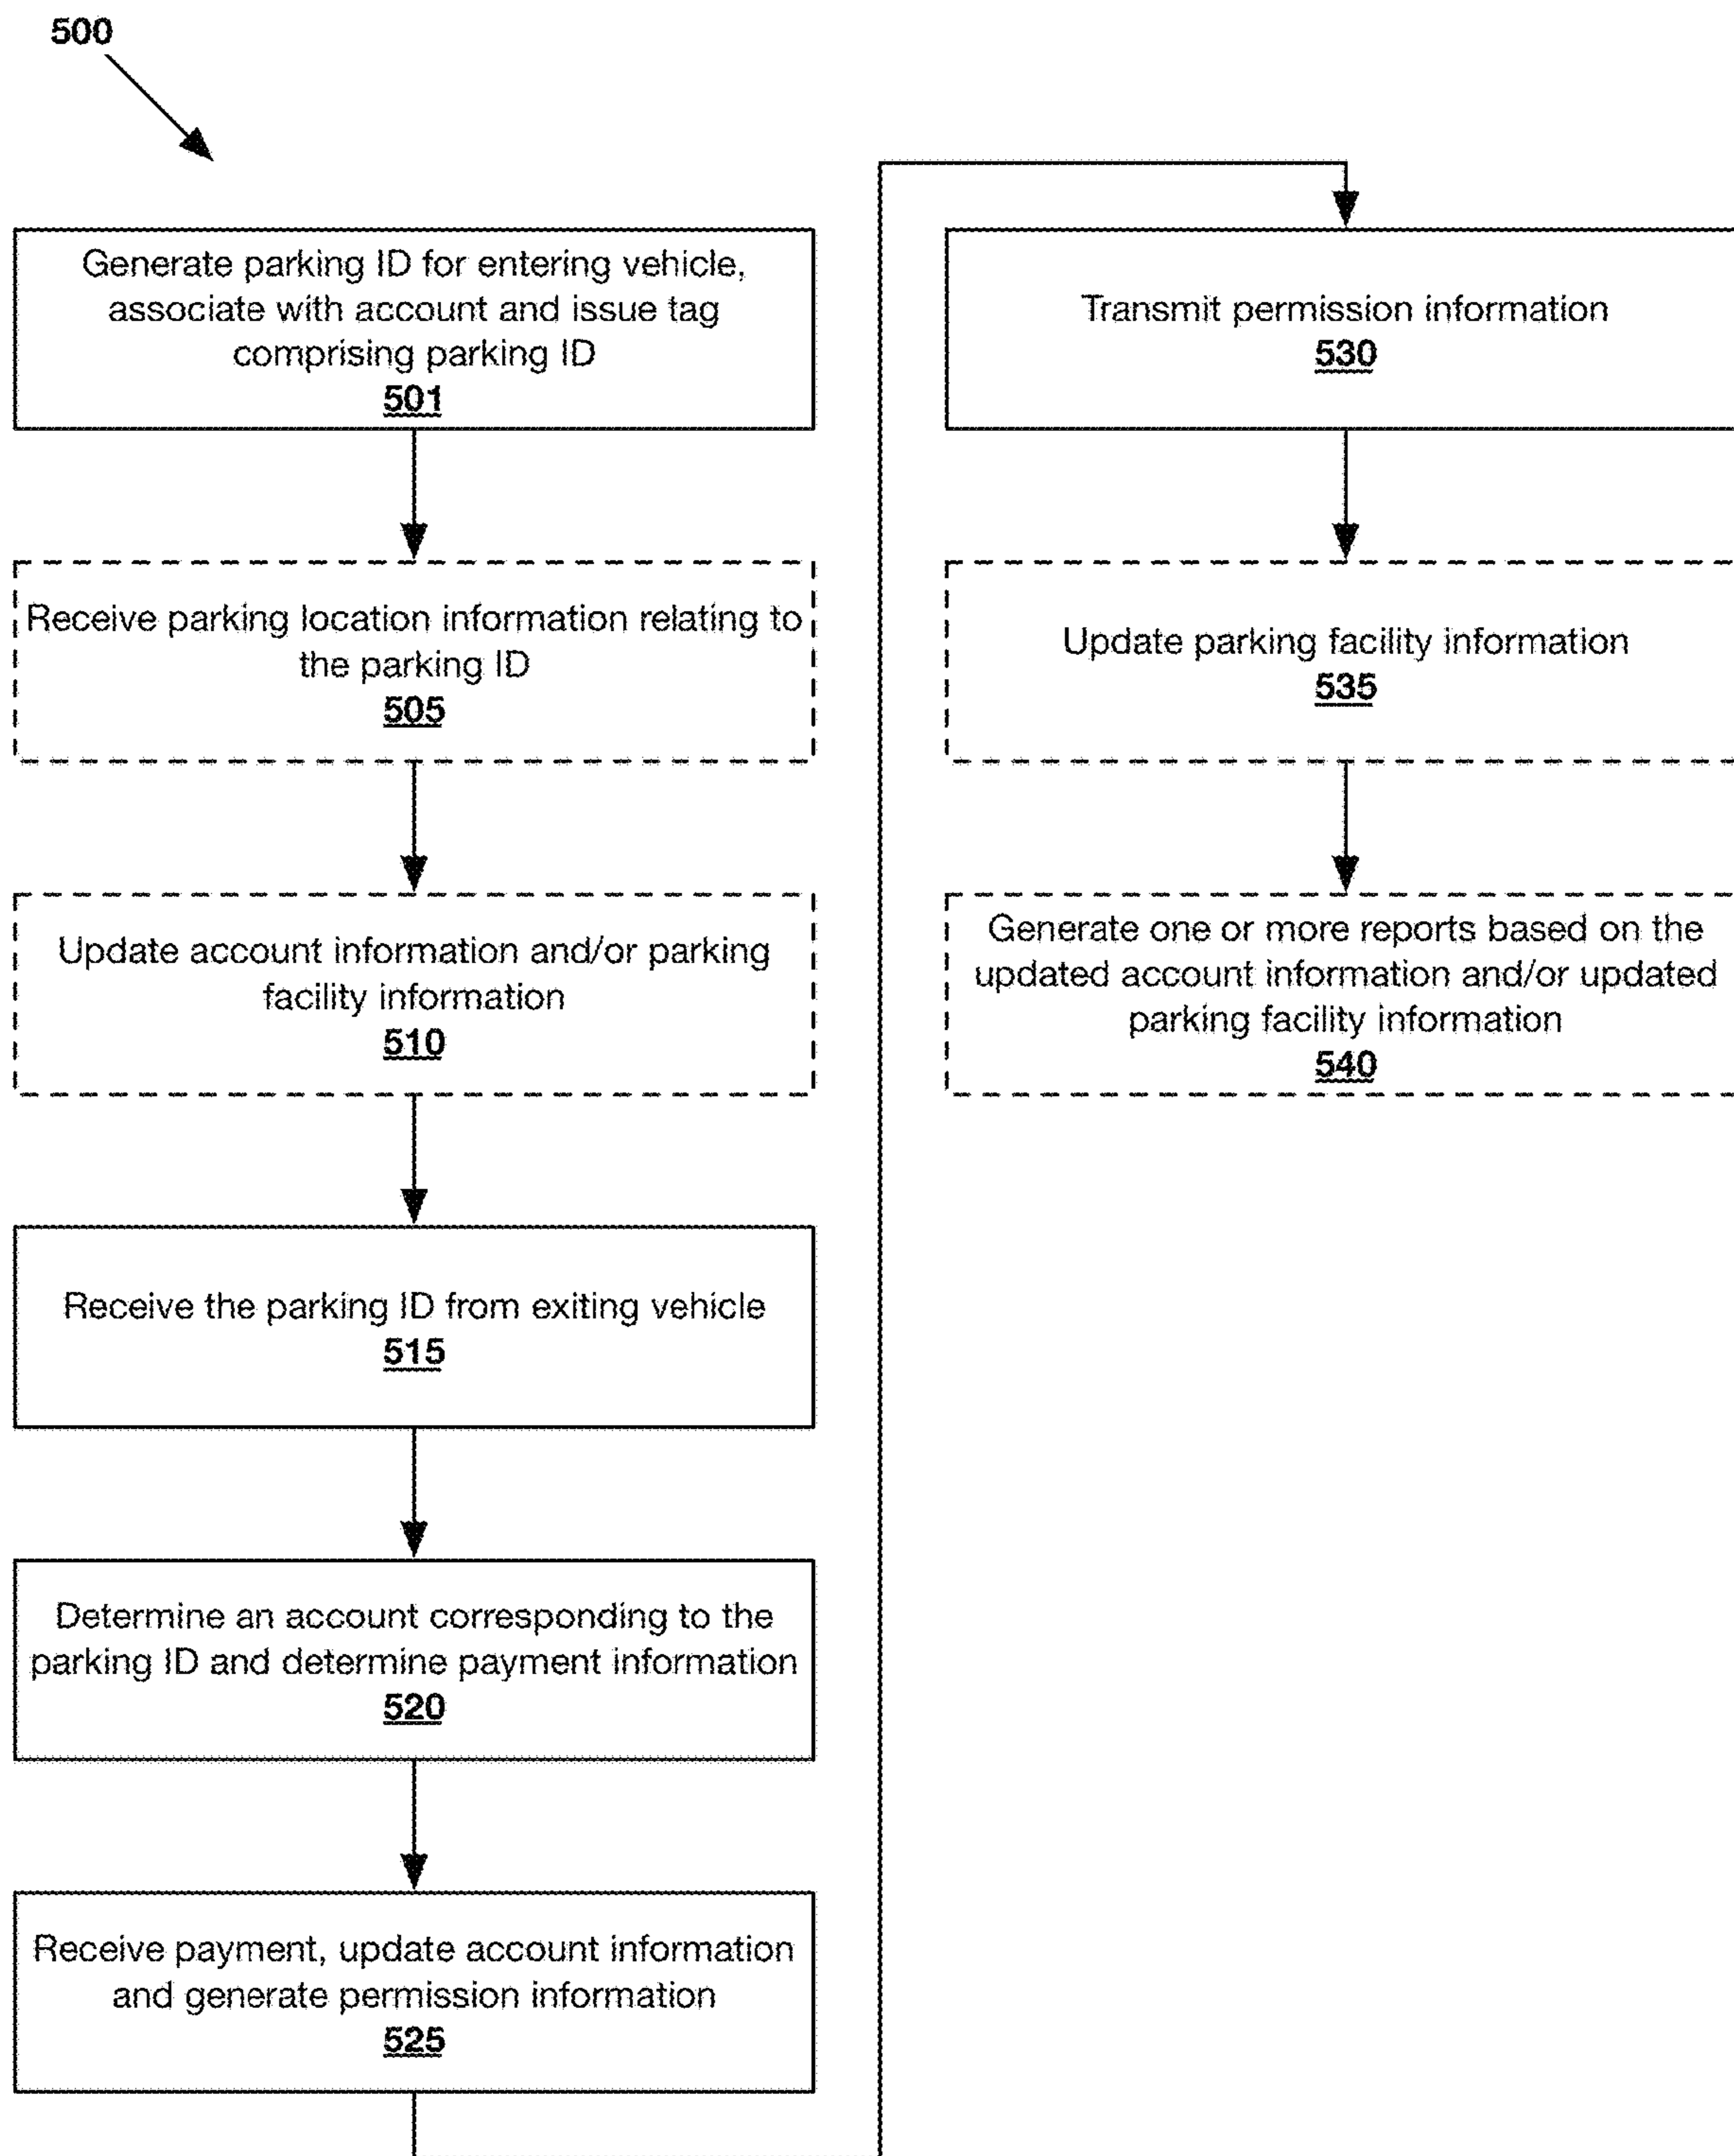 500
Generate parking ID for entering vehicle,
associate with account and issue tag
comprising parking ID
501
Receive parking location information relating to
the parking ID
505
Update account information and/or parking
facility information
510
Receive the parking ID from exiting vehicle
515
Determine an account corresponding to the
parking ID and determine payment information
520
Receive payment, update account information
and generate permission information
525
Transmit permission information
530
Update parking facility information
535
Generate one or more reports based on the
updated account information and/or updated
parking facility information
540